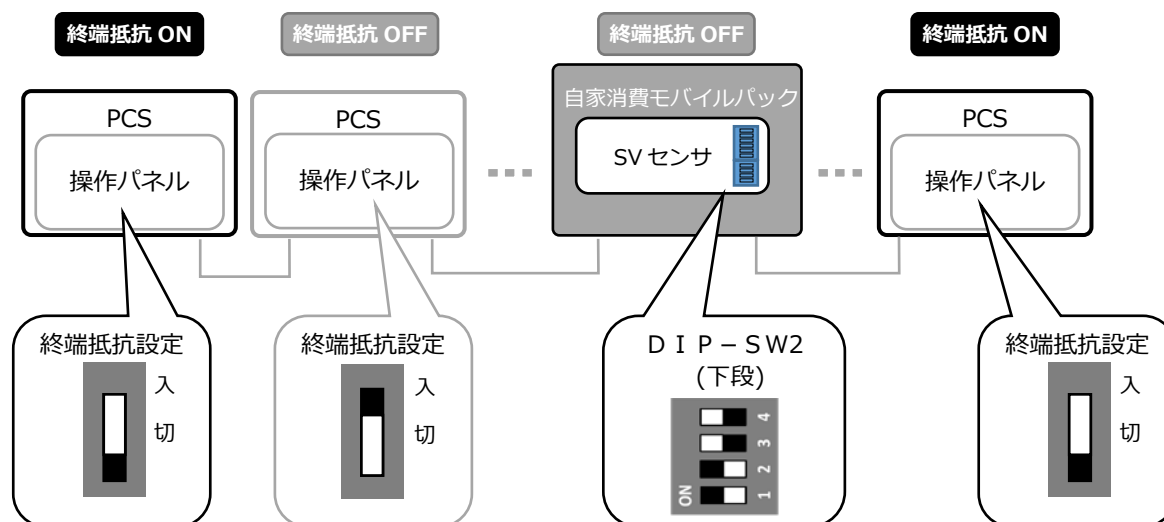 終端抵抗 ON
終端抵抗 OFF
終端抵抗 OFF
終端抵抗 ON
PCS
操作パネル
PCS
操作パネル
自家消費モバイルパック
SV センサ
PCS
操作パネル
終端抵抗設定
入
切
終端抵抗設定
入
切
ＤＩＰ－ＳＷ2
(下段)
4
3
2
1
ON
終端抵抗設定
入
切